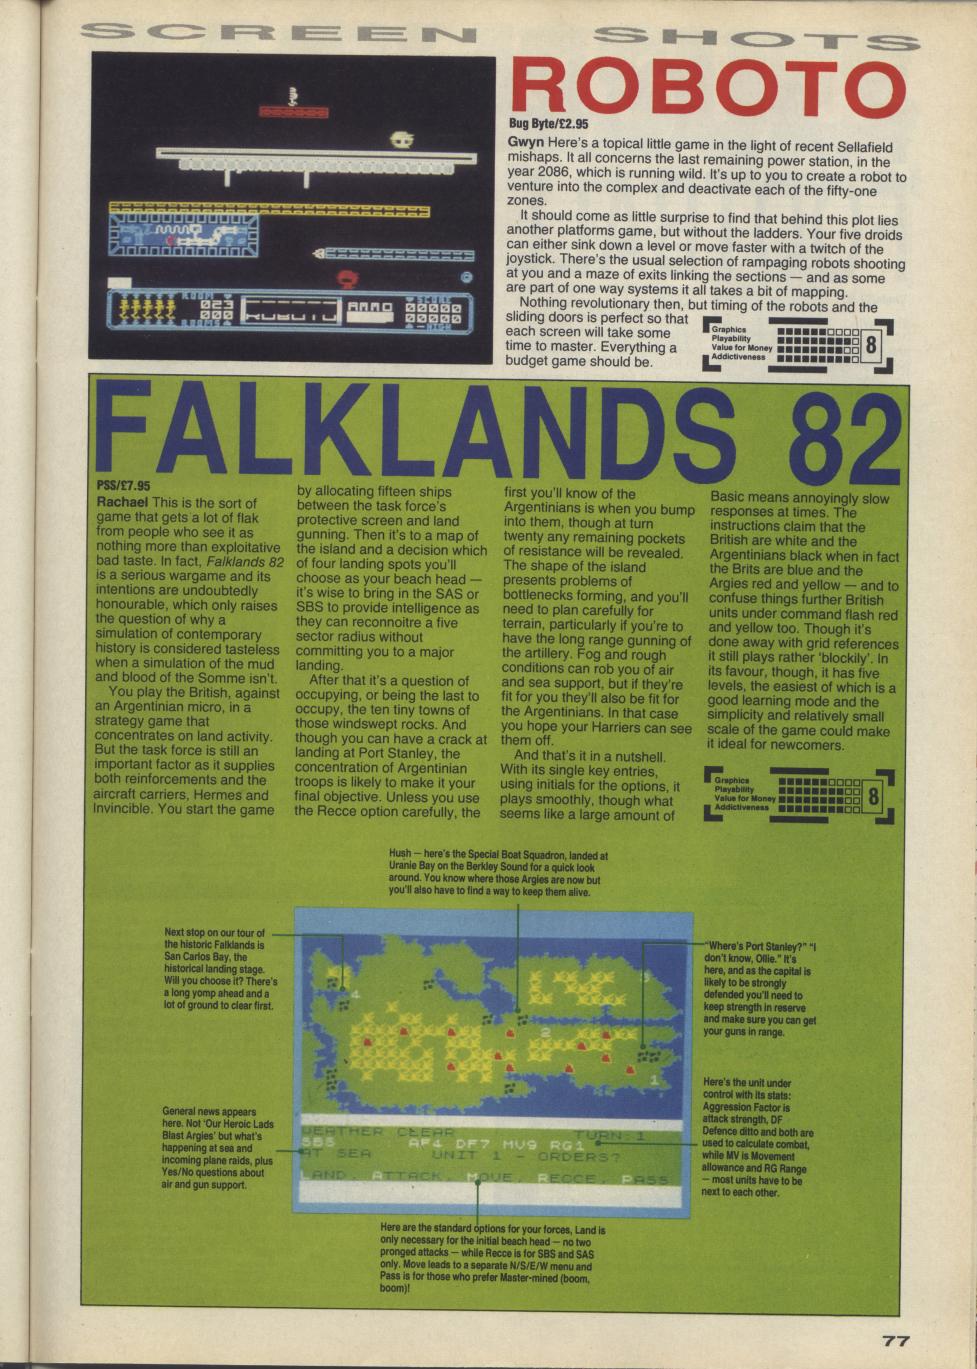 SCREEN SHOTS
ROBOTO
Bug Byte/£2.95
Gwyn Here's a topical little game in the light of recent Sellafield
mishaps. It all concerns the last remaining power station, in the
year 2086, which is running wild. It's up to you to create a robot to
venture into the complex and deactivate each of the fifty-one
zones.
It should come as little surprise to find that behind this plot lies
another platforms game, but without the ladders. Your five droids
can either sink down a level or move faster with a twitch of the
joystick. There's the usual selection of rampaging robots shooting
at you and a maze of exits linking the sections — and as some
are part of one way systems it all takes a bit of mapping.
Nothing revolutionary then, but timing of the robots and the
sliding doors is perfect so that
each screen will take some
time to master. Everything a
budget game should be.
Graphics
Playability
Value for Money
Addictiveness
8
ROOM
023
000
ROOMS
ROBOTO
AMMO
SCORE
0000
0000
HIGH
FALKLANDS 82
PSS/£7.95
Rachael This is the sort of
game that gets a lot of flak
from people who see it as
nothing more than exploitative
bad taste. In fact, Falklands 82
is a serious wargame and its
intentions are undoubtedly
honourable, which only raises
the question of why a
simulation of contemporary
history is considered tasteless
when a simulation of the mud
and blood of the Somme isn't.
You play the British, against
an Argentinian micro, in a
strategy game that
concentrates on land activity.
But the task force is still an
important factor as it supplies
both reinforcements and the
aircraft carriers, Hermes and
Invincible. You start the game
by allocating fifteen ships
between the task force's
protective screen and land
gunning. Then it's to a map of
the island and a decision which
of four landing spots you'll
choose as your beach head —
it's wise to bring in the SAS or
SBS to provide intelligence as
they can reconnoitre a five
sector radius without
committing you to a major
landing.
After that it's a question of
occupying, or being the last to
occupy, the ten tiny towns of
those windswept rocks. And
though you can have a crack at
landing at Port Stanley, the
concentration of Argentinian
troops is likely to make it your
final objective. Unless you use
the Recce option carefully, the
first you'll know of the
Argentinians is when you bump
into them, though at turn
twenty any remaining pockets
of resistance will be revealed.
The shape of the island
presents problems of
bottlenecks forming, and you'll
need to plan carefully for
terrain, particularly if you're to
have the long range gunning of
the artillery. Fog and rough
conditions can rob you of air
and sea support, but if they're
fit for you they'll also be fit for
the Argentinians. In that case
you hope your Harriers can see
them off.
And that's it in a nutshell.
With its single key entries,
using initials for the options, it
plays smoothly, though what
seems like a large amount of
Basic means annoyingly slow
responses at times. The
instructions claim that the
British are white and the
Argentinians black when in fact
the Brits are blue and the
Argies red and yellow — and to
confuse things further British
units under command flash red
and yellow too. Though it's
done away with grid references
it still plays rather 'blockily'. In
its favour, though, it has five
levels, the easiest of which is a
good learning mode and the
simplicity and relatively small
scale of the game could make
it ideal for newcomers.
Graphics
Playability
Value for Money
Addictiveness
8
Hush — here's the Special Boat Squadron, landed at
Uranie Bay on the Berkley Sound for a quick look
around. You know where those Argies are now but
you'll also have to find a way to keep them alive.
Next stop on our tour of
the historic Falklands is
San Carlos Bay, the
historical landing stage.
Will you choose it? There's
a long yomp ahead and a
lot of ground to clear first.
"Where's Port Stanley?" "I
don't know, Ollie." It's
here, and as the capital is
likely to be strongly
defended you'll need to
keep strength in reserve
and make sure you can get
your guns in range.
General news appears
here. Not 'Our Heroic Lads
Blast Argies' but what's
happening at sea and
incoming plane raids, plus
Yes/No questions about
air and gun support.
Here's the unit under
control with its stats:
Aggression Factor is
attack strength, DF
Defence ditto and both are
used to calculate combat,
while MV is Movement
allowance and RG Range
— most units have to be
next to each other.
4
3
2
1
WEATHER CLEAR TURN:1
SBS AF4 DF7 MV9 RG1
AT SEA UNIT 1 - ORDERS?
LAND, ATTACK, MOVE, RECCE, PASS
Here are the standard options for your forces, Land is
only necessary for the initial beach head — no two
pronged attacks — while Recce is for SBS and SAS
only. Move leads to a separate N/S/E/W menu and
Pass is for those who prefer Master-mined (boom,
boom)!
77